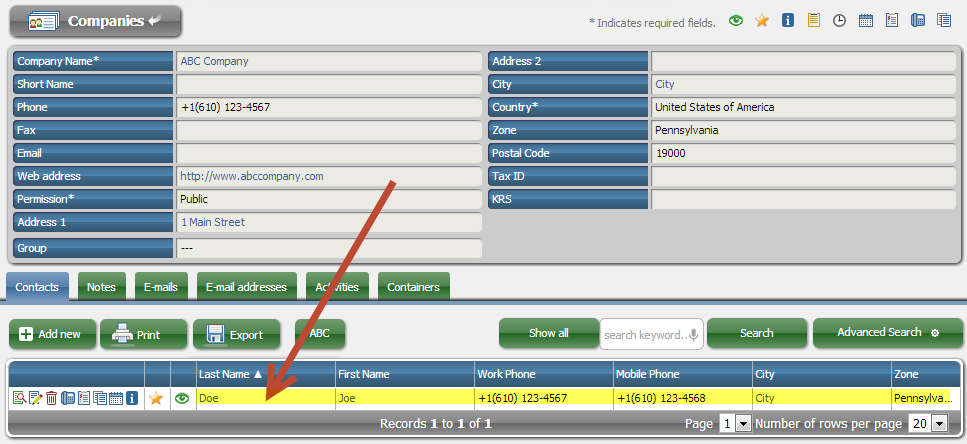 Companies
* Indicates required fields.
Company Name* ABC Company Address 2
Short Name City City
Phone +1(610) 123-4567 Country* United States of America
Fax Zone Pennsylvania
Email Postal Code 19000
Web address http://www.abccompany.com Tax ID
Permission* Public KRS
Address 1 1 Main Street
Group ---
Contacts Notes E-mails E-mail addresses Activities Containers
Add new Print Export ABC Show all search keyword... Search Advanced Search
Last Name ▲ First Name Work Phone Mobile Phone City Zone
Doe Joe +1(610) 123-4567 +1(610) 123-4568 City Pennsylva...
Records 1 to 1 of 1 Page 1 Number of rows per page 20